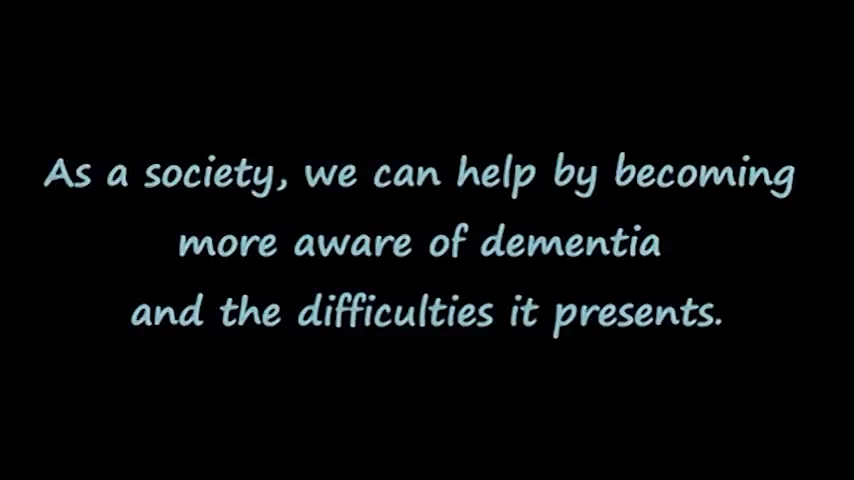 As a society, we can help by becoming
more aware of dementia
and the difficulties it presents.